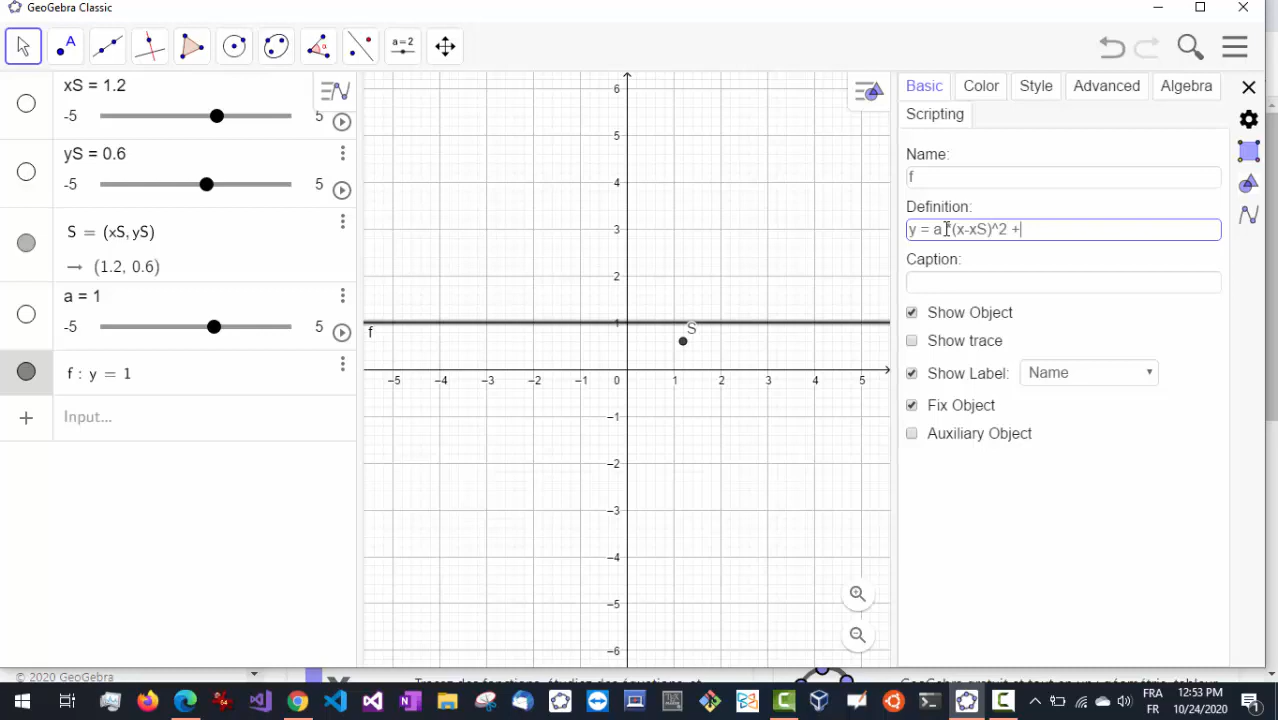 GeoGebra Classic
a=2
xS = 1.2
-5
5
yS = 0.6
-5
5
S = (xS, yS)
→ (1.2, 0.6)
a = 1
-5
5
f : y = 1
+ Input...
6
5
4
3
2
1
−1
−2
−3
−4
−5
−6
−5 −4 −3 −2 −1 0 1 2 3 4 5
S
f
Basic Color Style Advanced Algebra
Scripting
Name:
f
Definition:
y = a *(x-xS)^2 +
Caption:
Show Object
Show trace
Show Label: Name
Fix Object
Auxiliary Object
© 2020 GeoGebra
FRA 12:53 PM
FR 10/24/2020